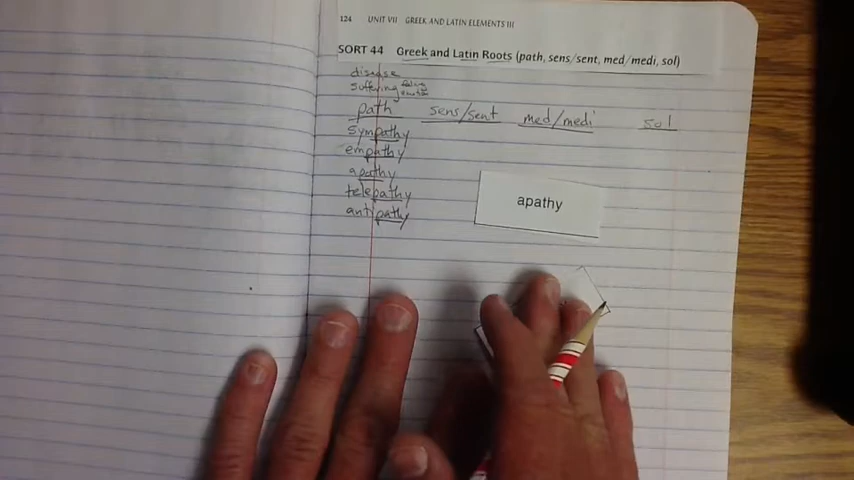 124 UNIT VII GREEK AND LATIN ELEMENTS III
SORT 44 Greek and Latin Roots (path, sens/sent, med/medi, sol)
disease
suffering feeling
path sens/sent med/medi sol
sympathy
empathy
apathy
telepathy
antipathy
apathy